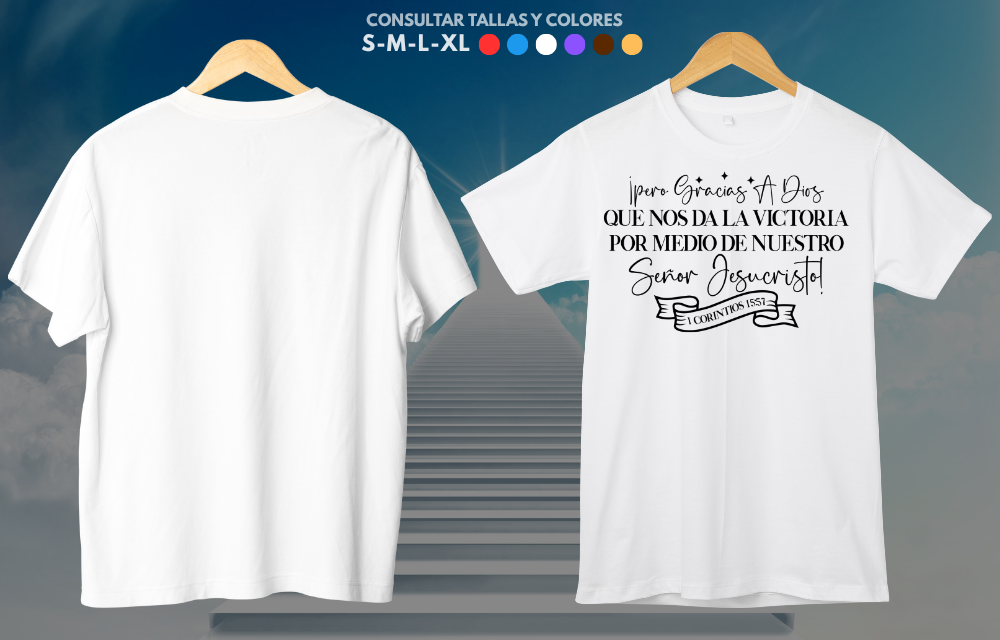 CONSULTAR TALLAS Y COLORES
S-M-L-XL
¡pero Gracias A Dios
QUE NOS DA LA VICTORIA
POR MEDIO DE NUESTRO
Señor Jesucristo!
1 CORINTIOS 15:57